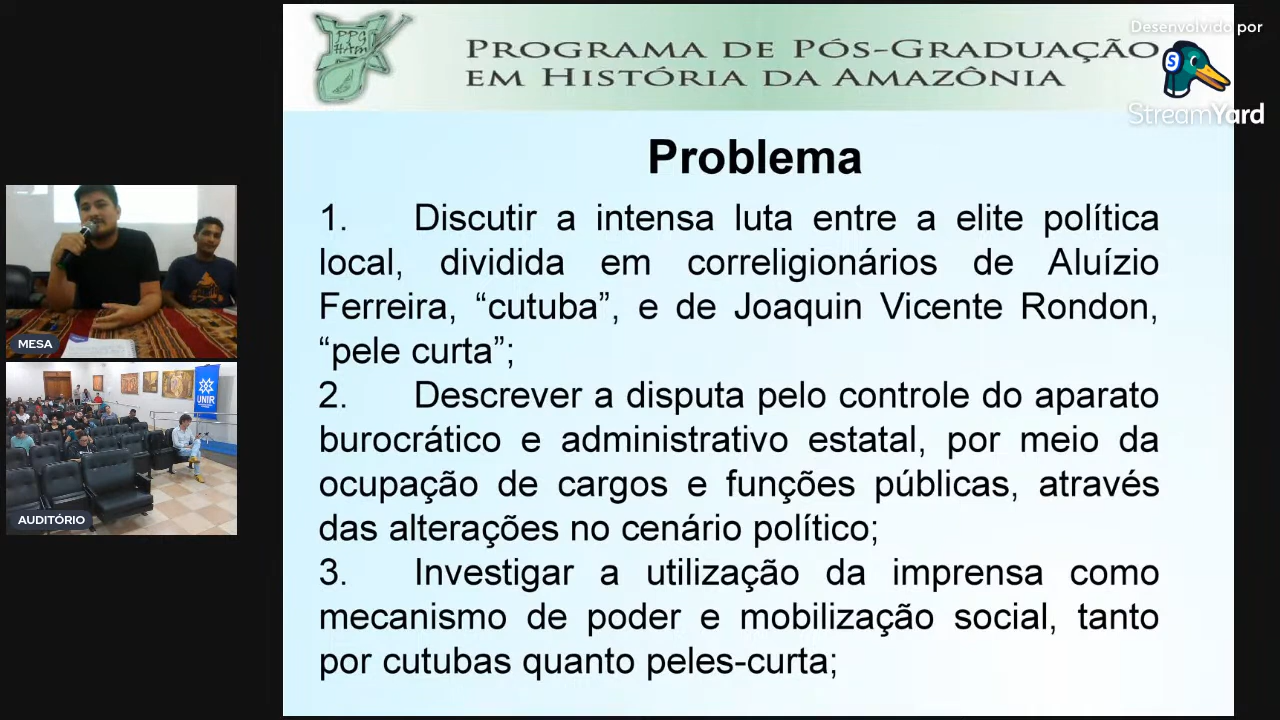 PPG
HAm
PROGRAMA DE PÓS-GRADUAÇÃO
EM HISTÓRIA DA AMAZÔNIA
Desenvolvido por
S
StreamYard
Problema
1. Discutir a intensa luta entre a elite política
local, dividida em correligionários de Aluízio
Ferreira, “cutuba”, e de Joaquin Vicente Rondon,
“pele curta”;
2. Descrever a disputa pelo controle do aparato
burocrático e administrativo estatal, por meio da
ocupação de cargos e funções públicas, através
das alterações no cenário político;
3. Investigar a utilização da imprensa como
mecanismo de poder e mobilização social, tanto
por cutubas quanto peles-curta;
MESA
UNIR
AUDITÓRIO